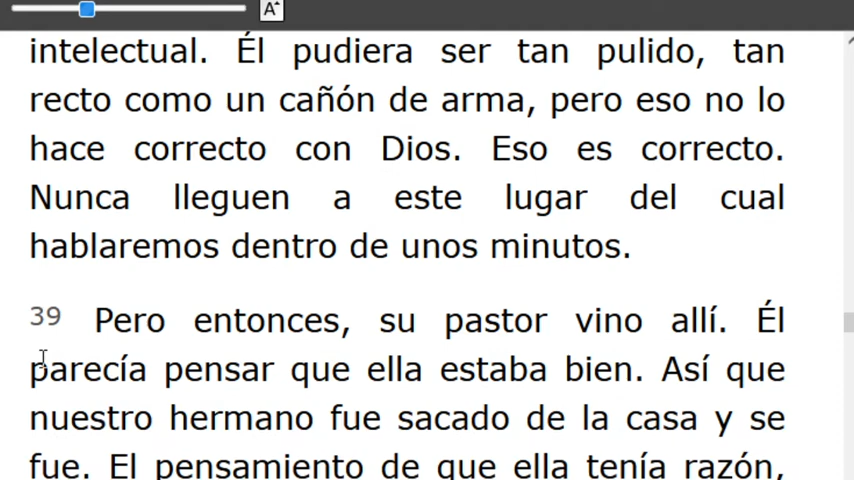 A
intelectual. Él pudiera ser tan pulido, tan
recto como un cañón de arma, pero eso no lo
hace correcto con Dios. Eso es correcto.
Nunca lleguen a este lugar del cual
hablaremos dentro de unos minutos.
39 Pero entonces, su pastor vino allí. Él
parecía pensar que ella estaba bien. Así que
nuestro hermano fue sacado de la casa y se
fue. El pensamiento de que ella tenía razón,